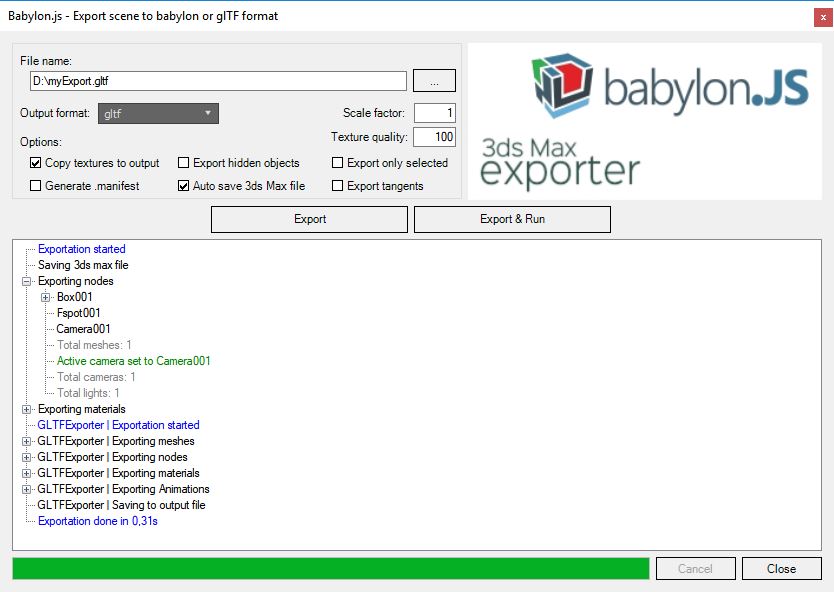 Babylon.js - Export scene to babylon or glTF format
x
File name:
D:\myExport.gltf
...
Output format: gltf
Scale factor: 1
Texture quality: 100
Options:
Copy textures to output
Export hidden objects
Export only selected
Generate .manifest
Auto save 3ds Max file
Export tangents
babylon.JS
3ds Max
exporter
Export
Export & Run
Exportation started
Saving 3ds max file
Exporting nodes
Box001
Fspot001
Camera001
Total meshes: 1
Active camera set to Camera001
Total cameras: 1
Total lights: 1
Exporting materials
GLTFExporter | Exportation started
GLTFExporter | Exporting meshes
GLTFExporter | Exporting nodes
GLTFExporter | Exporting materials
GLTFExporter | Exporting Animations
GLTFExporter | Saving to output file
Exportation done in 0,31s
Cancel
Close